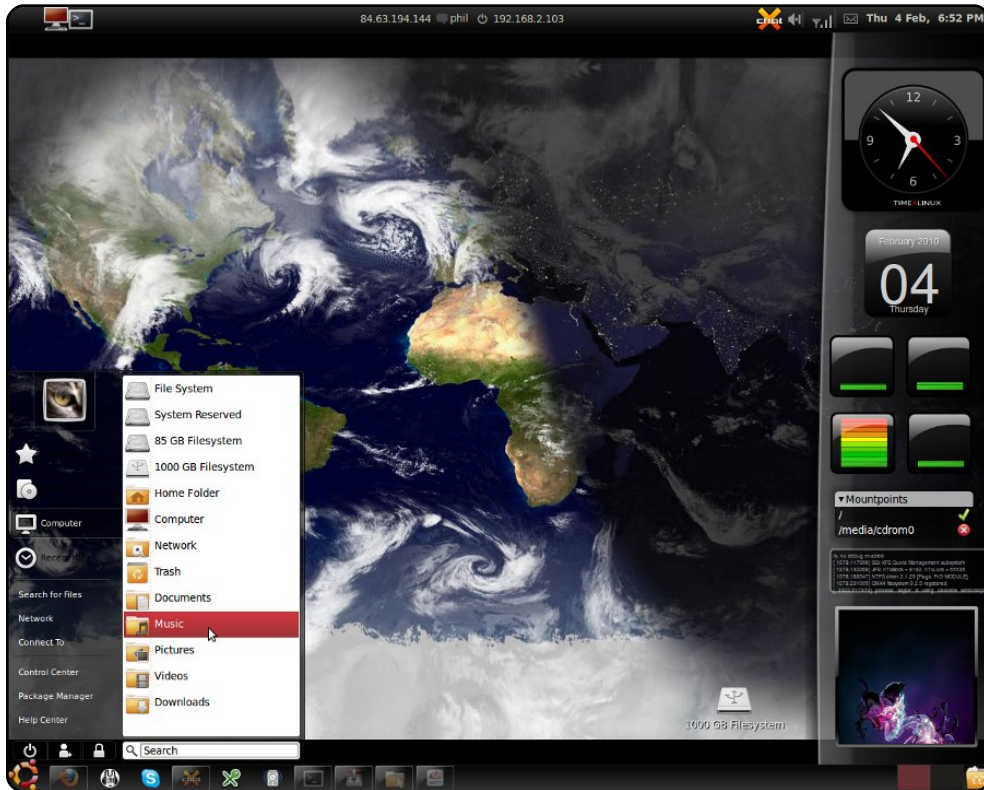 84.63.194.144 phil 192.168.2.103
chat
Thu 4 Feb, 6:52 PM
12
9 3
6
TIME4LINUX
February 2010
04
Thursday
File System
System Reserved
85 GB Filesystem
1000 GB Filesystem
Home Folder
Computer
Network
Trash
Documents
Music
Pictures
Videos
Downloads
Computer
Search for Files
Network
Connect To
Control Center
Package Manager
Help Center
Search
▾Mountpoints
/
/media/cdrom0
1000 GB Filesystem